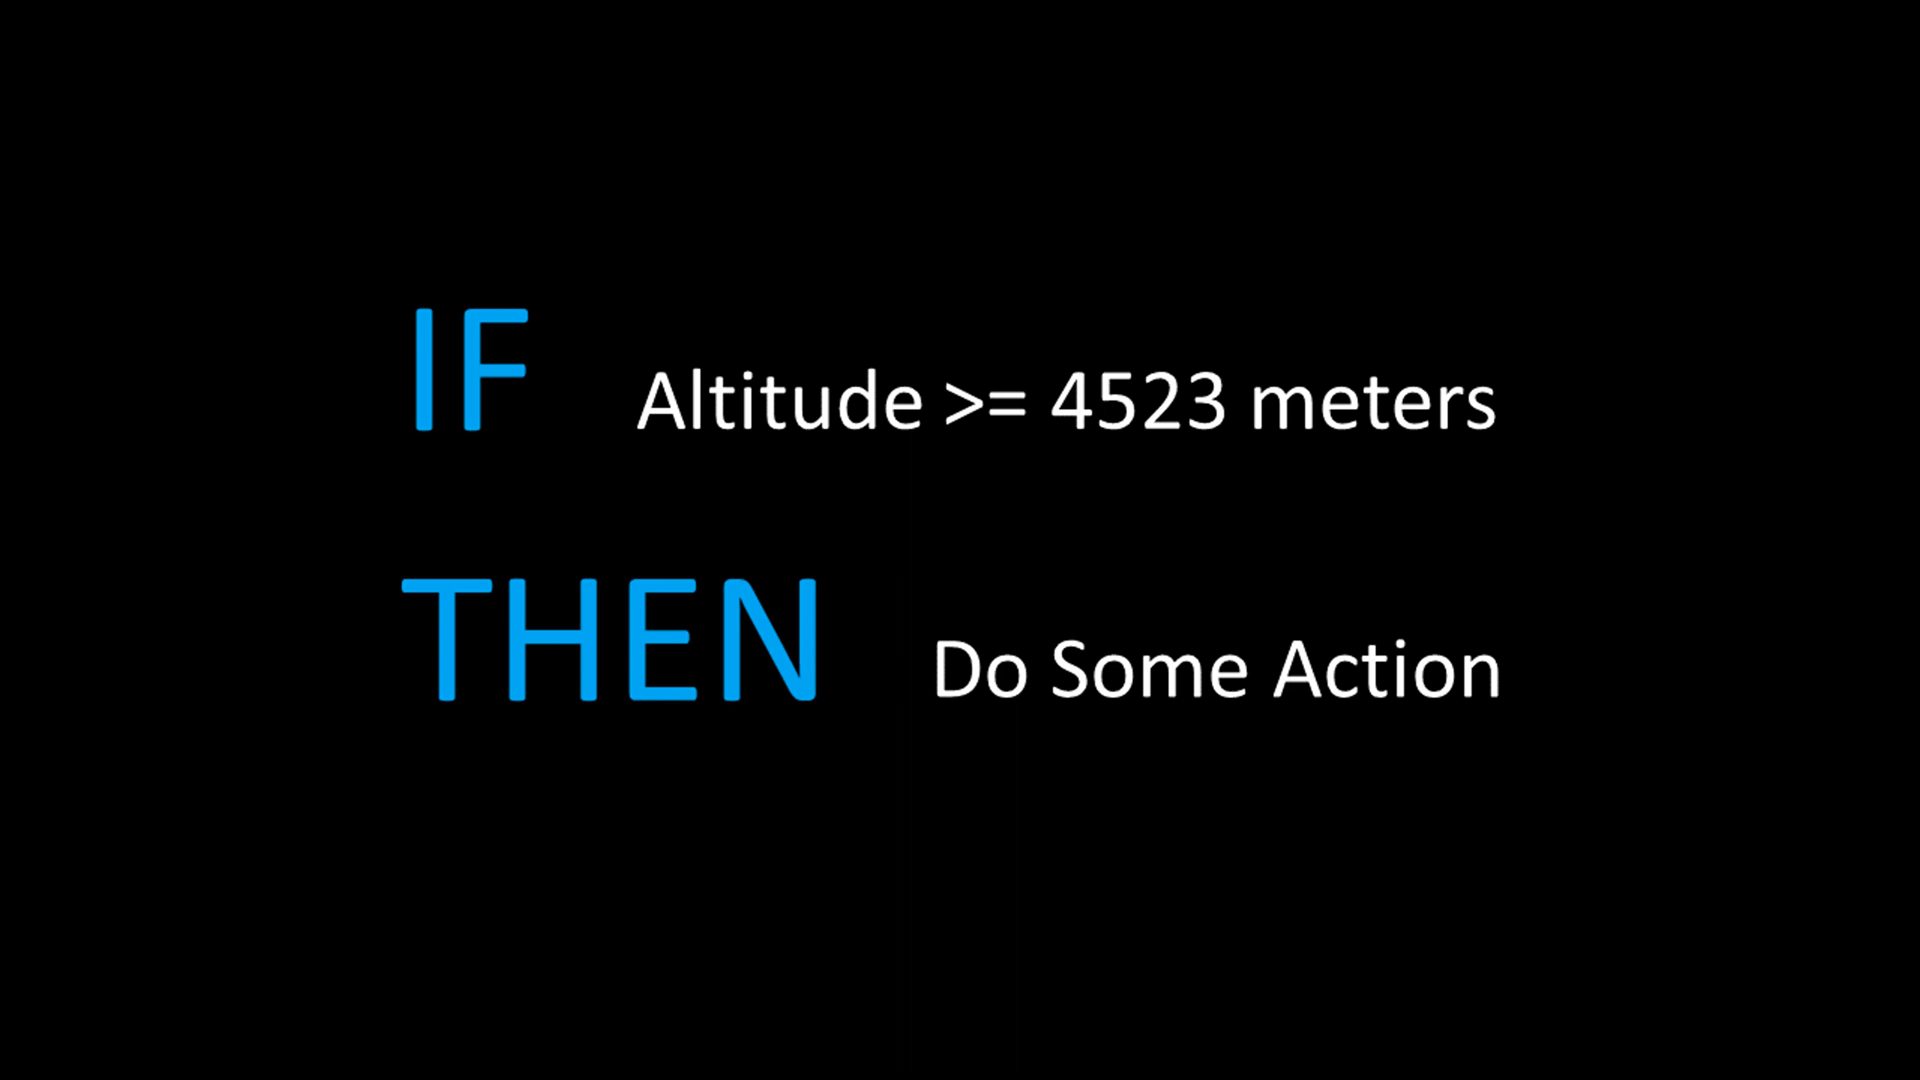 IF Altitude >= 4523 meters
THEN Do Some Action